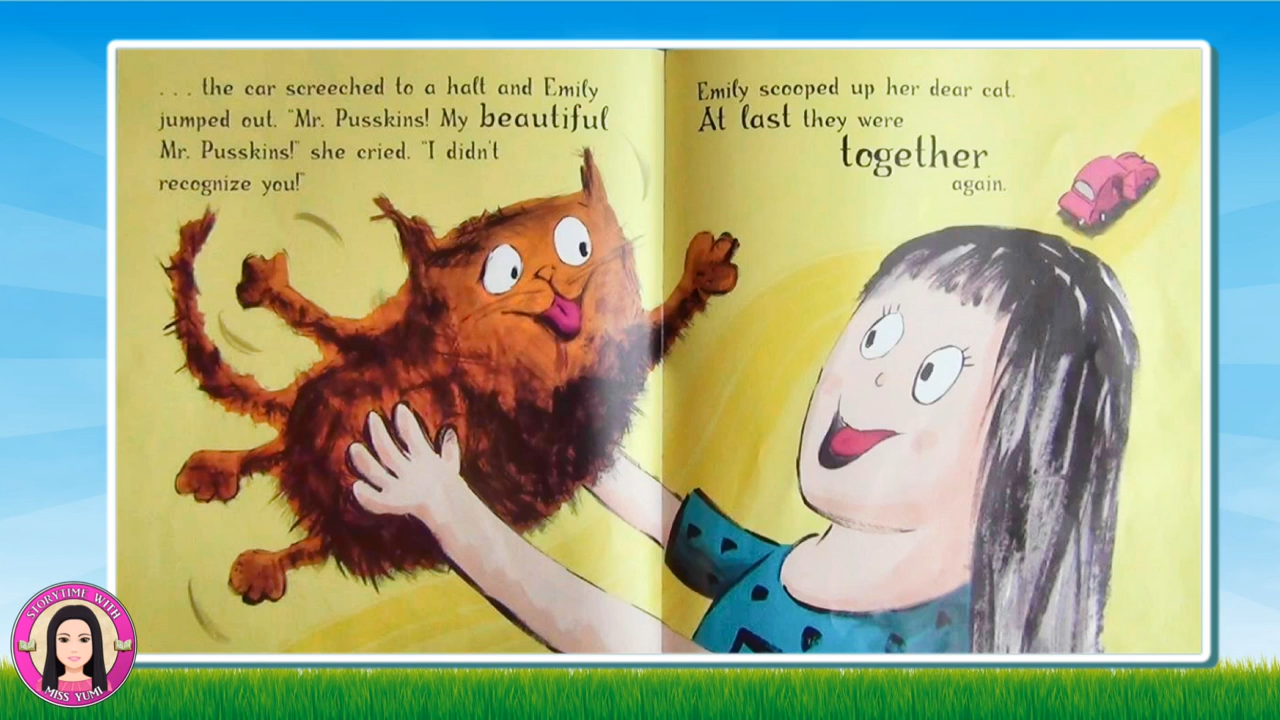 . . . the car screeched to a halt and Emily
jumped out. "Mr. Pusskins! My beautiful
Mr. Pusskins!" she cried. "I didn't
recognize you!"
Emily scooped up her dear cat.
At last they were
together
again.
STORYTIME WITH
MISS YUMI